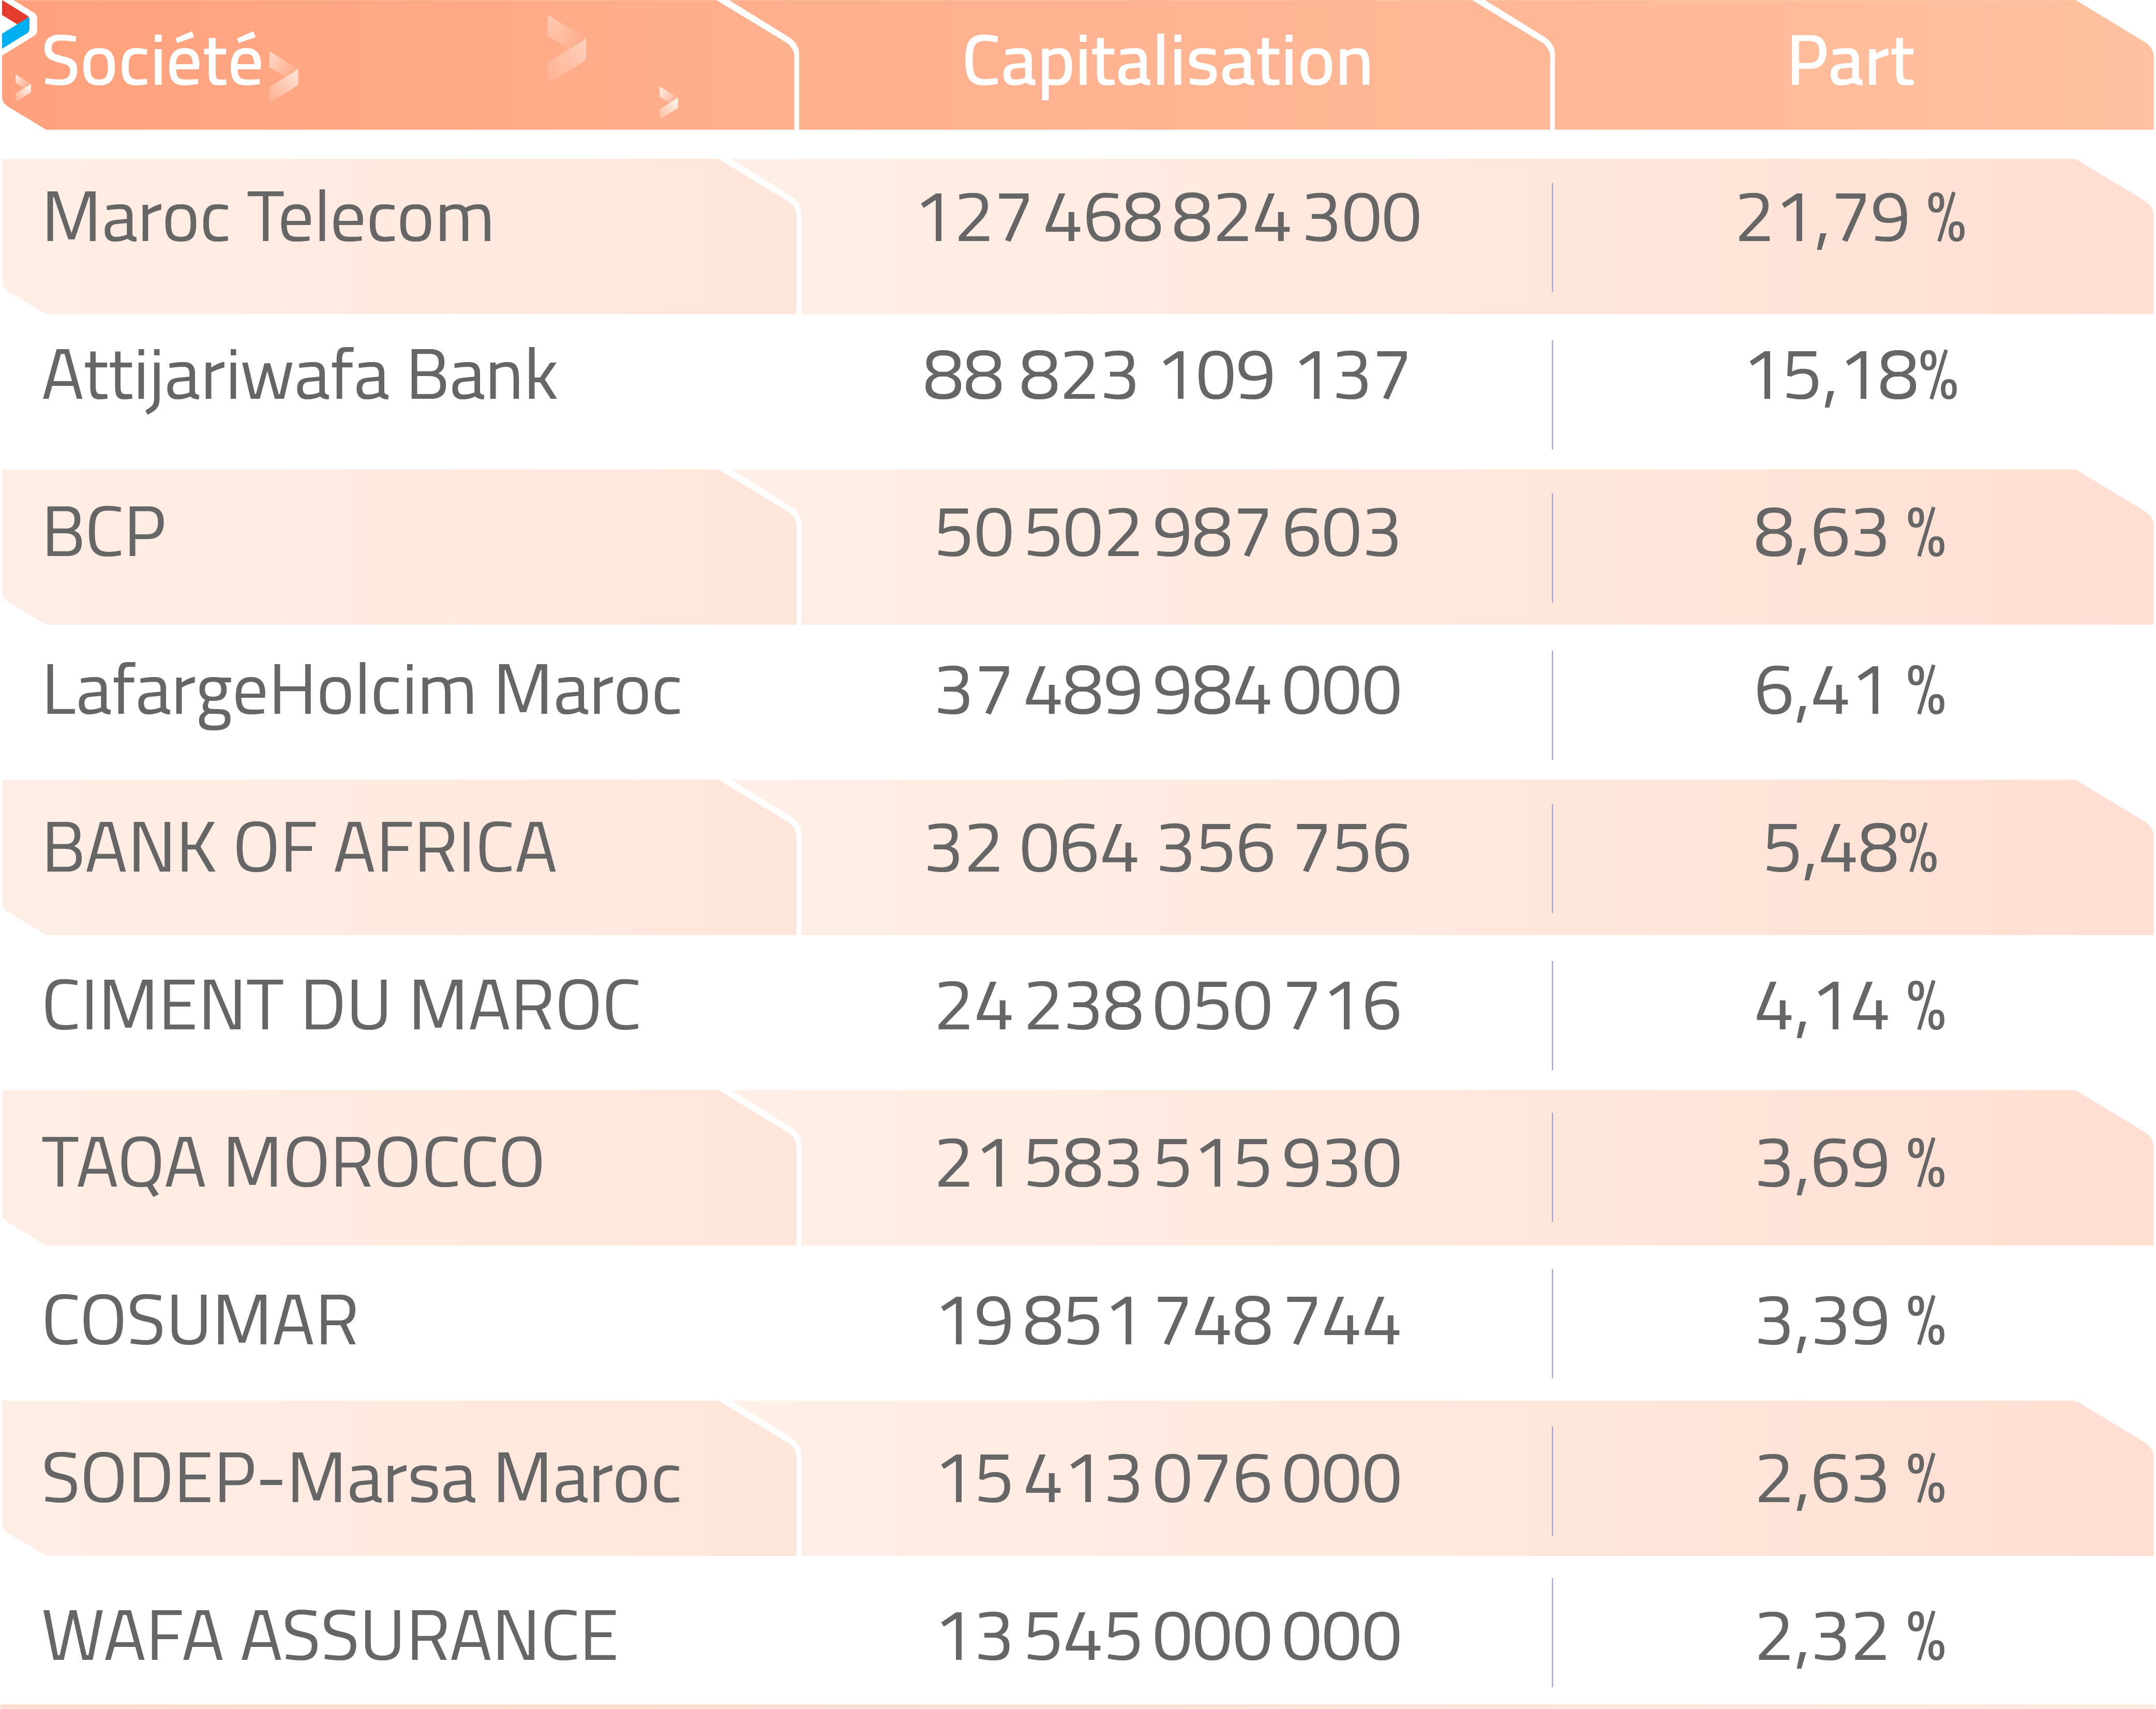 Société Capitalisation Part
Maroc Telecom 127 468 824 300 21,79 %
Attijariwafa Bank 88 823 109 137 15,18%
BCP 50 502 987 603 8,63 %
LafargeHolcim Maroc 37 489 984 000 6,41 %
BANK OF AFRICA 32 064 356 756 5,48%
CIMENT DU MAROC 24 238 050 716 4,14 %
TAQA MOROCCO 21 583 515 930 3,69 %
COSUMAR 19 851 748 744 3,39 %
SODEP-Marsa Maroc 15 413 076 000 2,63 %
WAFA ASSURANCE 13 545 000 000 2,32 %